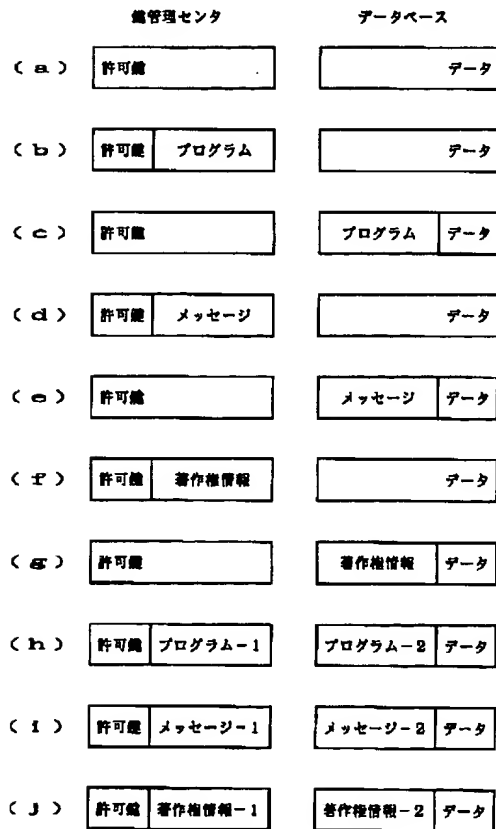 鍵管理センタ データベース
(a) 許可鍵 データ
(b) 許可鍵 プログラム データ
(c) 許可鍵 プログラム データ
(d) 許可鍵 メッセージ データ
(e) 許可鍵 メッセージ データ
(f) 許可鍵 著作権情報 データ
(g) 許可鍵 著作権情報 データ
(h) 許可鍵 プログラム-1 プログラム-2 データ
(i) 許可鍵 メッセージ-1 メッセージ-2 データ
(j) 許可鍵 著作権情報-1 著作権情報-2 データ